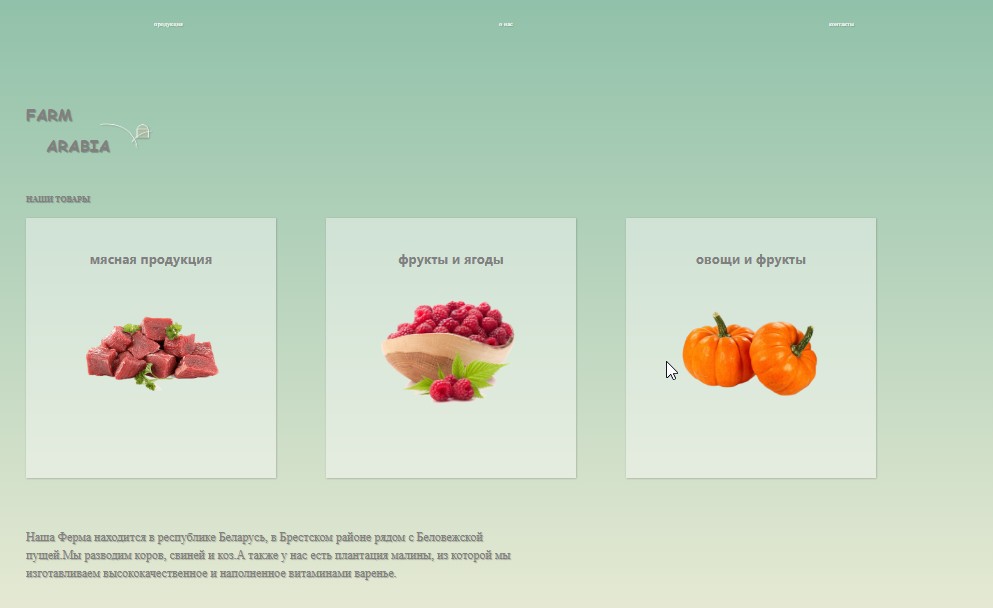 продукция о нас контакты
FARM
ARABIA
НАШИ ТОВАРЫ
мясная продукция фрукты и ягоды овощи и фрукты
Наша Ферма находится в республике Беларусь, в Брестском районе рядом с Беловежской
пущей.Мы разводим коров, свиней и коз.А также у нас есть плантация малины, из которой мы
изготавливаем высококачественное и наполненное витаминами варенье.